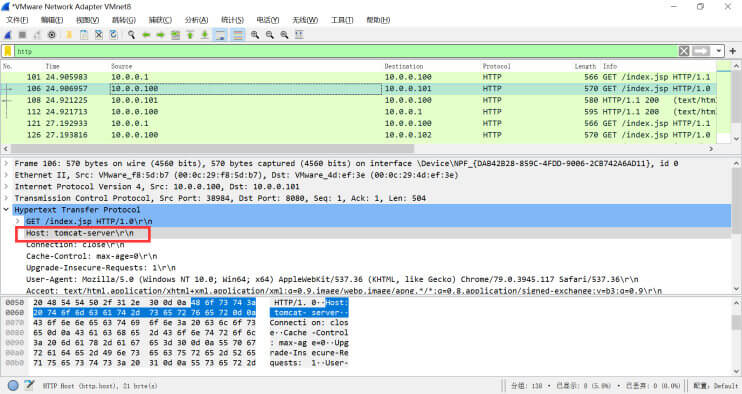 *VMware Network Adapter VMnet8
文件(F) 编辑(E) 视图(V) 跳转(G) 捕获(C) 分析(A) 统计(S) 电话(Y) 无线(W) 工具(T) 帮助(H)
http
No. Time Source Destination Protocol Length Info
101 24.905983 10.0.0.1 10.0.0.100 HTTP 566 GET /index.jsp HTTP/1.1
106 24.906957 10.0.0.100 10.0.0.101 HTTP 570 GET /index.jsp HTTP/1.0
108 24.921225 10.0.0.101 10.0.0.100 HTTP 580 HTTP/1.1 200 (text/htm
112 24.921713 10.0.0.100 10.0.0.1 HTTP 595 HTTP/1.1 200 (text/htm
121 27.192933 10.0.0.1 10.0.0.100 HTTP 566 GET /index.jsp HTTP/1.1
126 27.193816 10.0.0.100 10.0.0.102 HTTP 570 GET /index.jsp HTTP/1.0
Frame 106: 570 bytes on wire (4560 bits), 570 bytes captured (4560 bits) on interface \Device\NPF_{DAB42B28-859C-4FDD-9006-2CB742A6AD11}, id 0
Ethernet II, Src: VMware_f8:5d:b7 (00:0c:29:f8:5d:b7), Dst: VMware_4d:ef:3e (00:0c:29:4d:ef:3e)
Internet Protocol Version 4, Src: 10.0.0.100, Dst: 10.0.0.101
Transmission Control Protocol, Src Port: 38984, Dst Port: 8080, Seq: 1, Ack: 1, Len: 504
Hypertext Transfer Protocol
GET /index.jsp HTTP/1.0\r\n
Host: tomcat-server\r\n
Connection: close\r\n
Cache-Control: max-age=0\r\n
Upgrade-Insecure-Requests: 1\r\n
User-Agent: Mozilla/5.0 (Windows NT 10.0; Win64; x64) AppleWebKit/537.36 (KHTML, like Gecko) Chrome/79.0.3945.117 Safari/537.36\r\n
Accept: text/html,application/xhtml+xml,application/xml;q=0.9,image/webp,image/apng,*/*;q=0.8,application/signed-exchange;v=b3;q=0.9\r\n
0050 20 48 54 54 50 2f 31 2e 30 0d 0a 48 6f 73 74 3a HTTP/1. 0··Host:
0060 20 74 6f 6d 63 61 74 2d 73 65 72 76 65 72 0d 0a tomcat- server··
0070 43 6f 6e 6e 65 63 74 69 6f 6e 3a 20 63 6c 6f 73 Connecti on: clos
0080 65 0d 0a 43 61 63 68 65 2d 43 6f 6e 74 72 6f 6c e··Cache -Control
0090 3a 20 6d 61 78 2d 61 67 65 3d 30 0d 0a 55 70 67 : max-ag e=0··Upg
00a0 72 61 64 65 2d 49 6e 73 65 63 75 72 65 2d 52 65 rade-Ins ecure-Re
00b0 71 75 65 73 74 73 3a 20 31 0d 0a 55 73 65 72 2d quests: 1··User-
HTTP Host (http.host), 21 byte(s)
分组: 138 · 已显示: 8 (5.8%) · 已丢弃: 0 (0.0%)
配置: Default